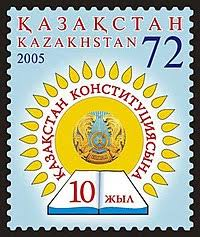 ҚАЗАҚСТАН
KAZAKHSTAN
2005
72
ҚАЗАҚСТАН КОНСТИТУЦИЯСЫНА
10 ЖЫЛ